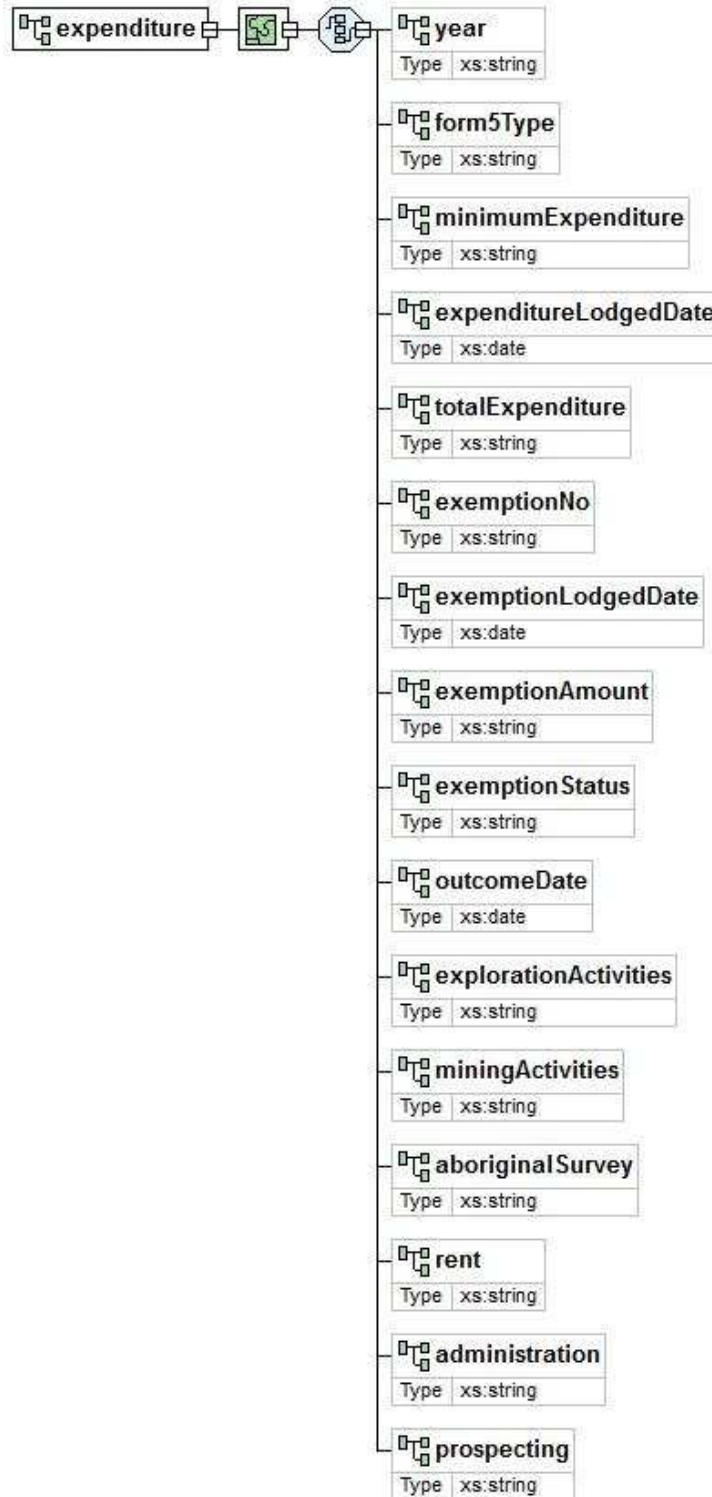 expenditure
year
Type xs:string
form5Type
Type xs:string
minimumExpenditure
Type xs:string
expenditureLodgedDate
Type xs:date
totalExpenditure
Type xs:string
exemptionNo
Type xs:string
exemptionLodgedDate
Type xs:date
exemptionAmount
Type xs:string
exemptionStatus
Type xs:string
outcomeDate
Type xs:date
explorationActivities
Type xs:string
miningActivities
Type xs:string
aboriginalSurvey
Type xs:string
rent
Type xs:string
administration
Type xs:string
prospecting
Type xs:string